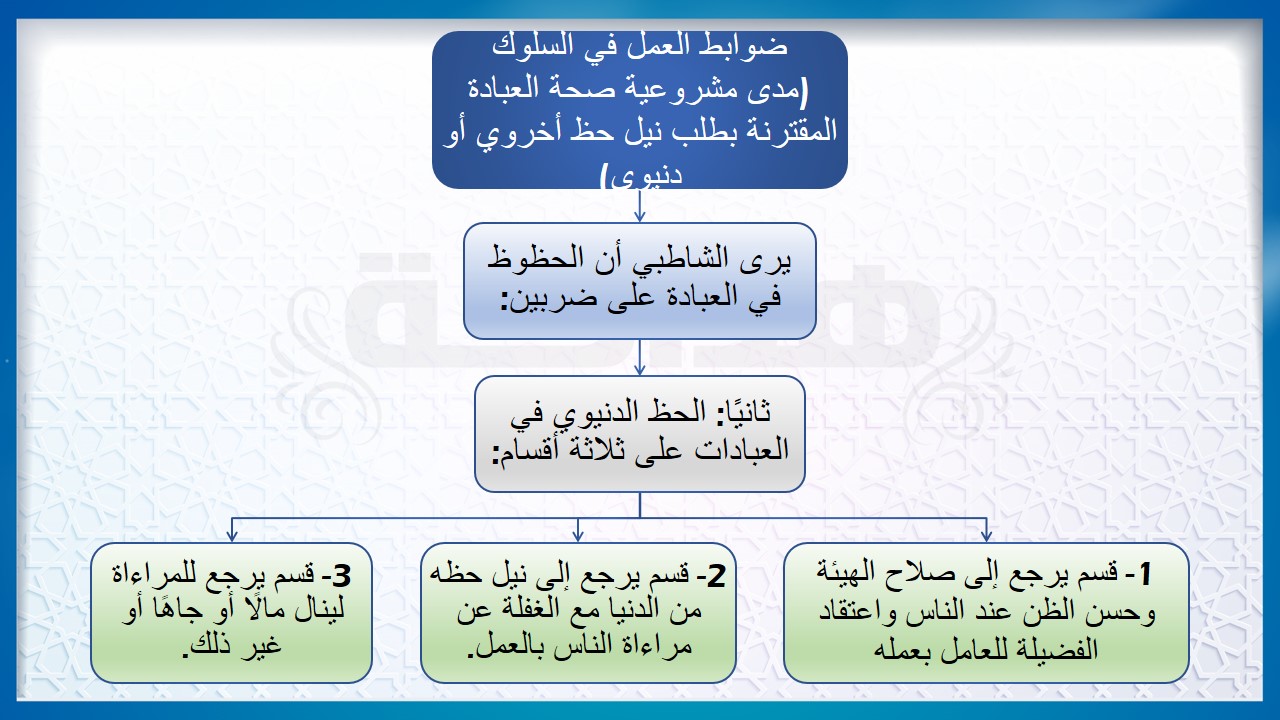 ضوابط العمل في السلوك
(مدى مشروعية صحة العبادة
المقترنة بطلب نيل حظ أخروي أو
دنيوي)
يرى الشاطبي أن الحظوظ
في العبادة على ضربين:
ثانيًا: الحظ الدنيوي في
العبادات على ثلاثة أقسام:
1- قسم يرجع إلى صلاح الهيئة
وحسن الظن عند الناس واعتقاد
الفضيلة للعامل بعمله
2- قسم يرجع إلى نيل حظه
من الدنيا مع الغفلة عن
مراءاة الناس بالعمل.
3- قسم يرجع للمراءاة
لينال مالًا أو جاهًا أو
غير ذلك.